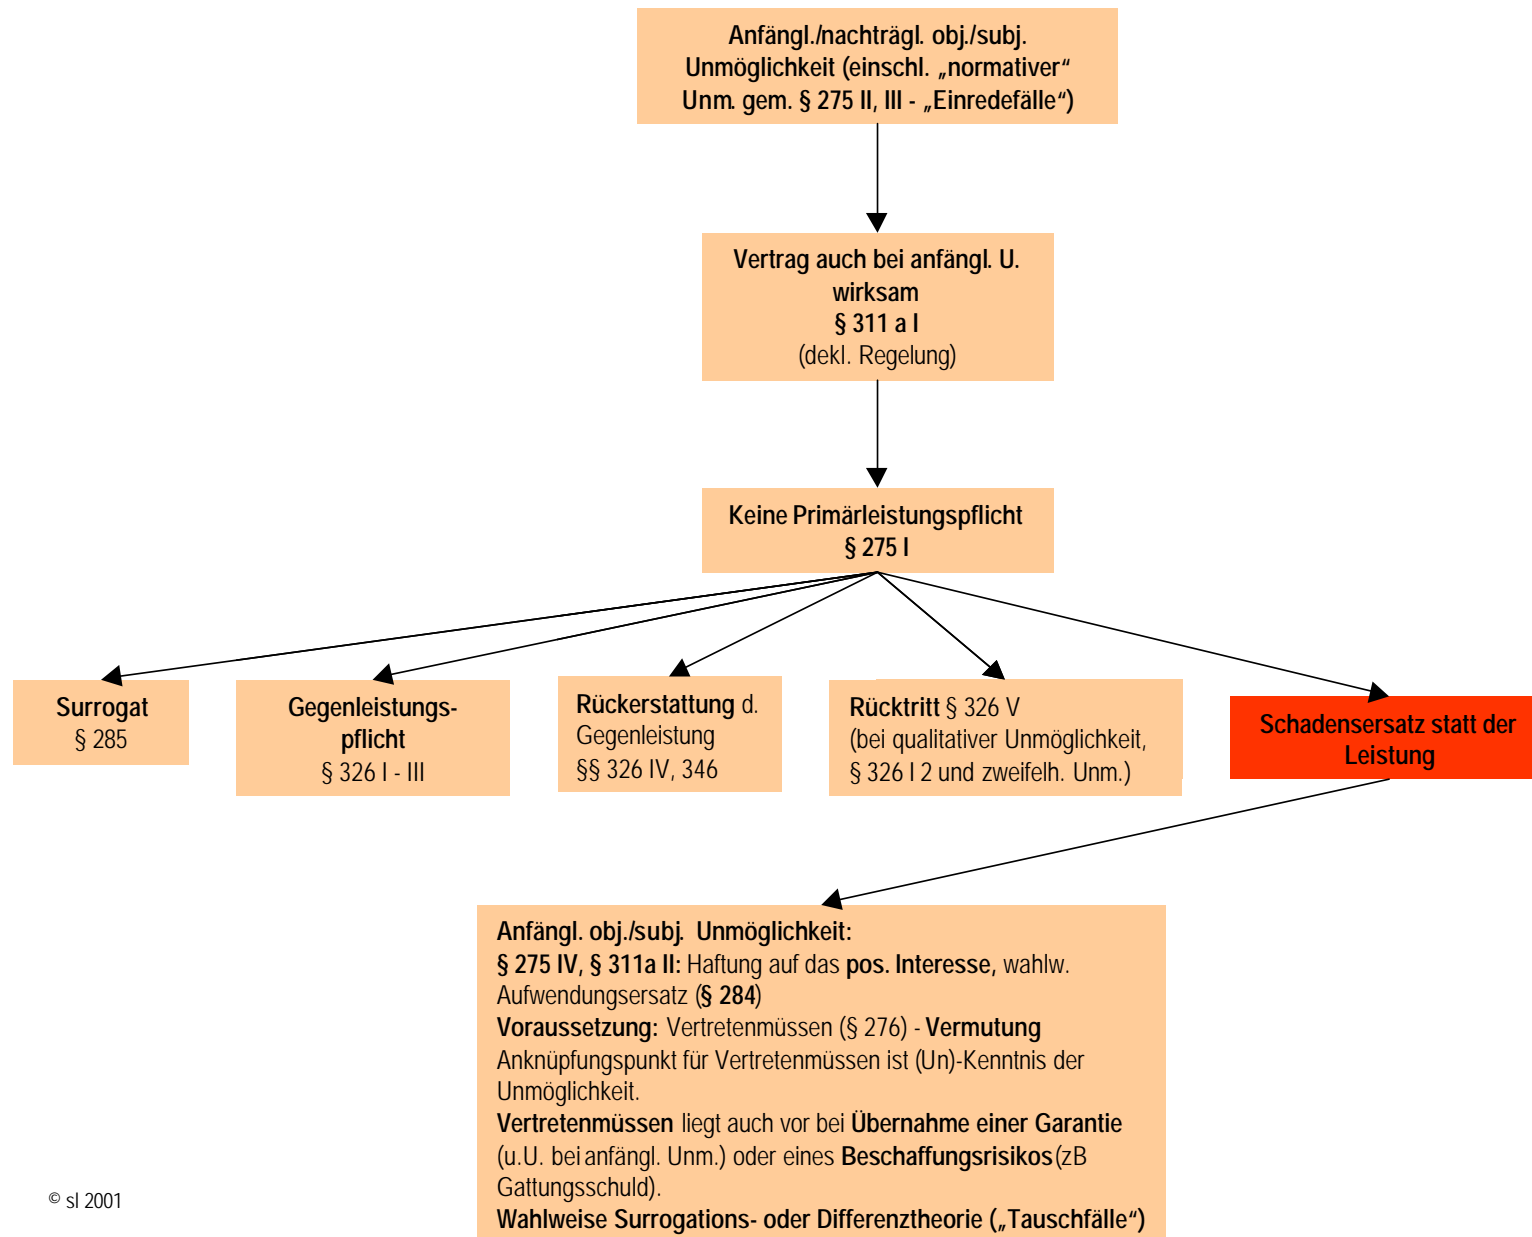 Anfängl./nachträgl. obj./subj.
Unmöglichkeit (einschl. „normativer“
Unm. gem. § 275 II, III - „Einredefälle“)
Vertrag auch bei anfängl. U.
wirksam
§ 311 a I
(dekl. Regelung)
Keine Primärleistungspflicht
§ 275 I
Surrogat
§ 285
Gegenleistungs-
pflicht
§ 326 I - III
Rückerstattung d.
Gegenleistung
§§ 326 IV, 346
Rücktritt § 326 V
(bei qualitativer Unmöglichkeit,
§ 326 I 2 und zweifelh. Unm.)
Schadensersatz statt der
Leistung
Anfängl. obj./subj. Unmöglichkeit:
§ 275 IV, § 311a II: Haftung auf das pos. Interesse, wahlw.
Aufwendungsersatz (§ 284)
Voraussetzung: Vertretenmüssen (§ 276) - Vermutung
Anknüpfungspunkt für Vertretenmüssen ist (Un)-Kenntnis der
Unmöglichkeit.
Vertretenmüssen liegt auch vor bei Übernahme einer Garantie
(u.U. bei anfängl. Unm.) oder eines Beschaffungsrisikos (zB
Gattungsschuld).
Wahlweise Surrogations- oder Differenztheorie („Tauschfälle“)
© sl 2001